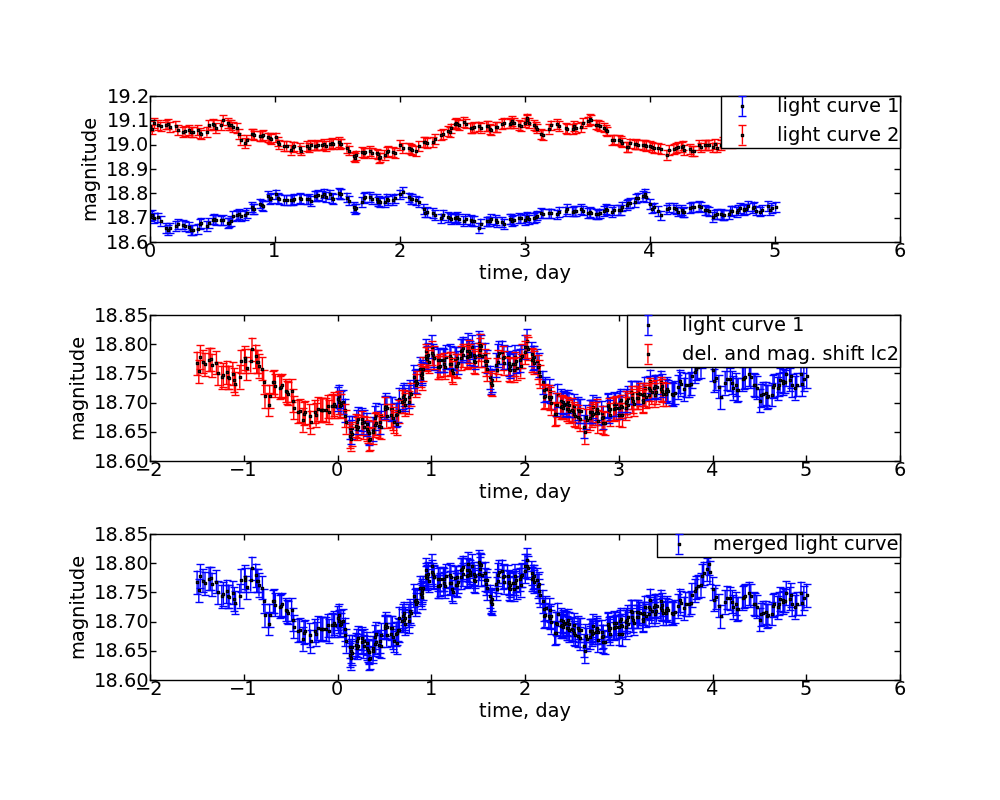 19.2
19.1
19.0
18.9
18.8
18.7
18.6
magnitude
light curve 1
light curve 2
0 1 2 3 4 5 6
time, day
18.85
18.80
18.75
18.70
18.65
18.60
magnitude
light curve 1
del. and mag. shift lc2
−2 −1 0 1 2 3 4 5 6
time, day
18.85
18.80
18.75
18.70
18.65
18.60
magnitude
merged light curve
−2 −1 0 1 2 3 4 5 6
time, day